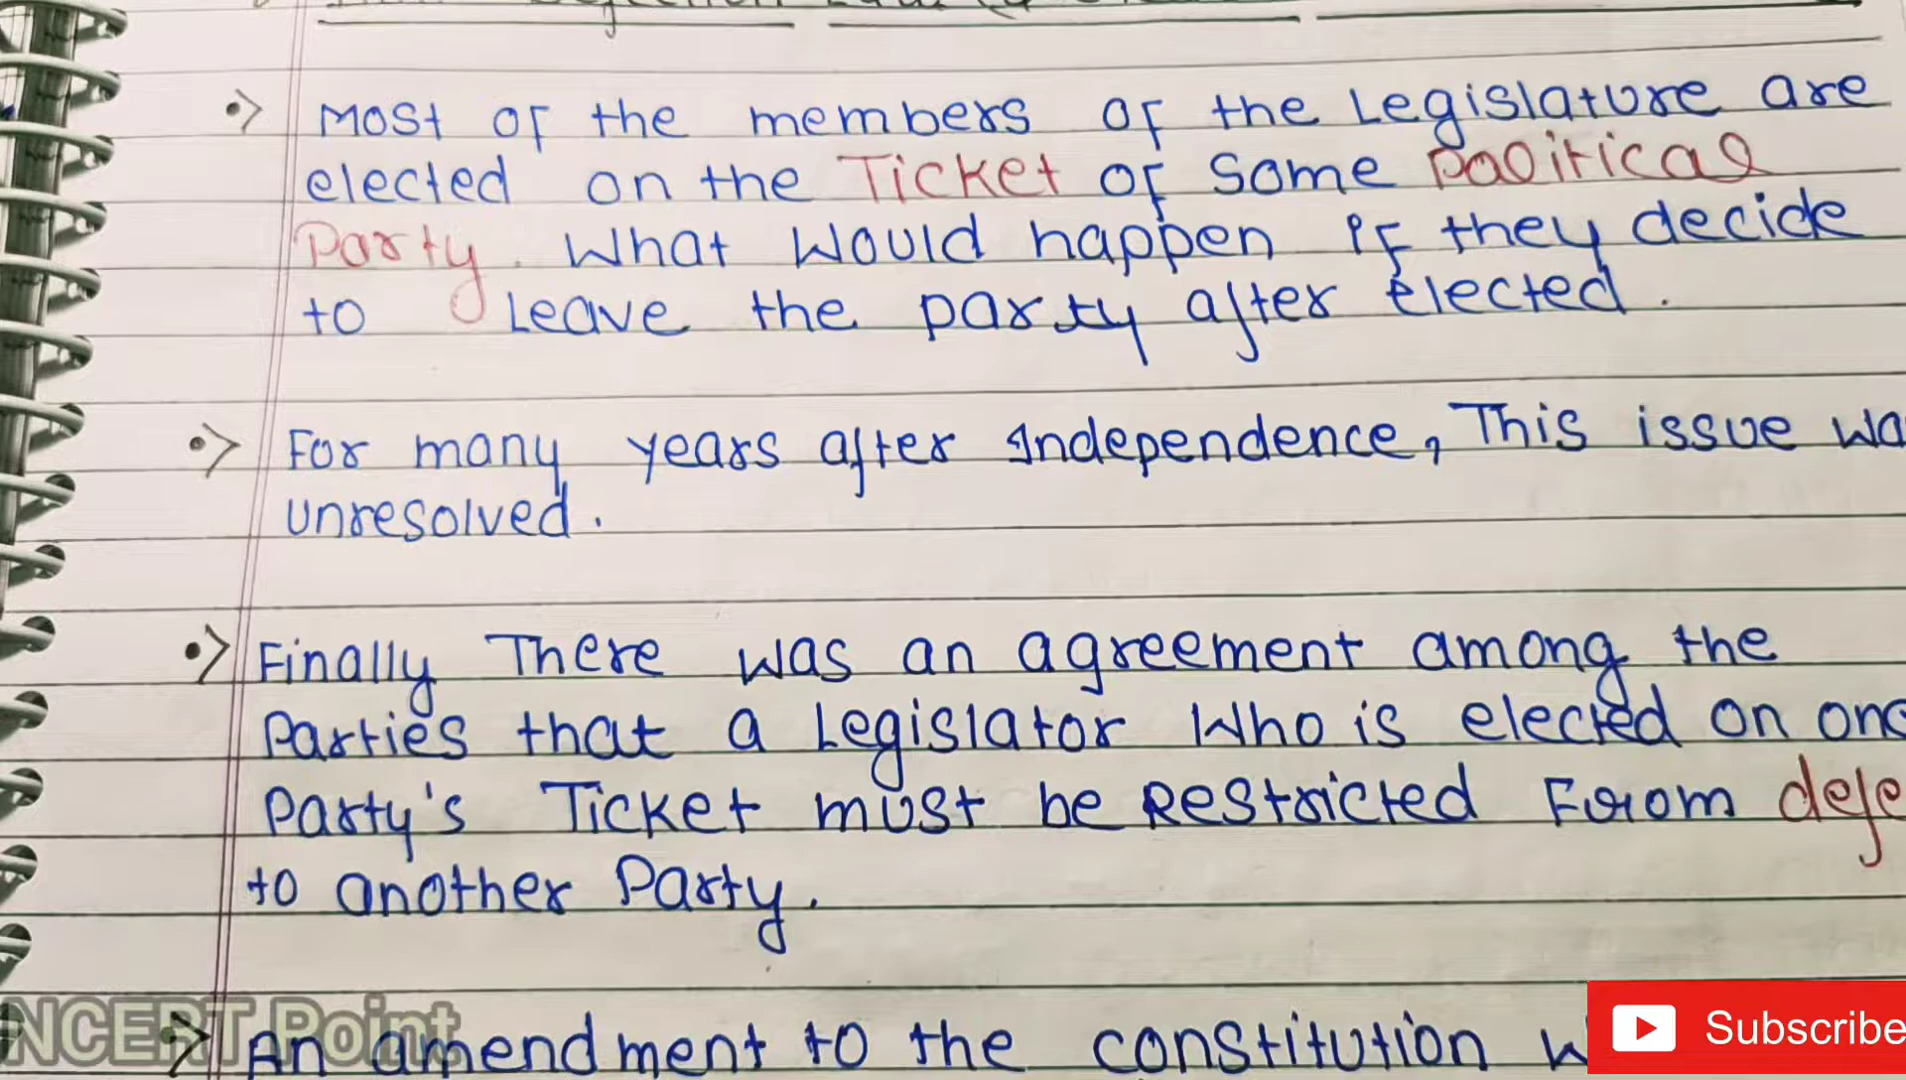 •> Most of the members of the Legislature are
elected on the Ticket of some political
Party. What would happen if they decide
to Leave the party after elected.
•> For many years after Independence, This issue
unresolved.
•> Finally There was an agreement among the
Parties that a Legislator Who is elected on
Party's Ticket must be Restricted From
to another Party.
•> An amendment to the constitution
NCERT Point
Subscribe